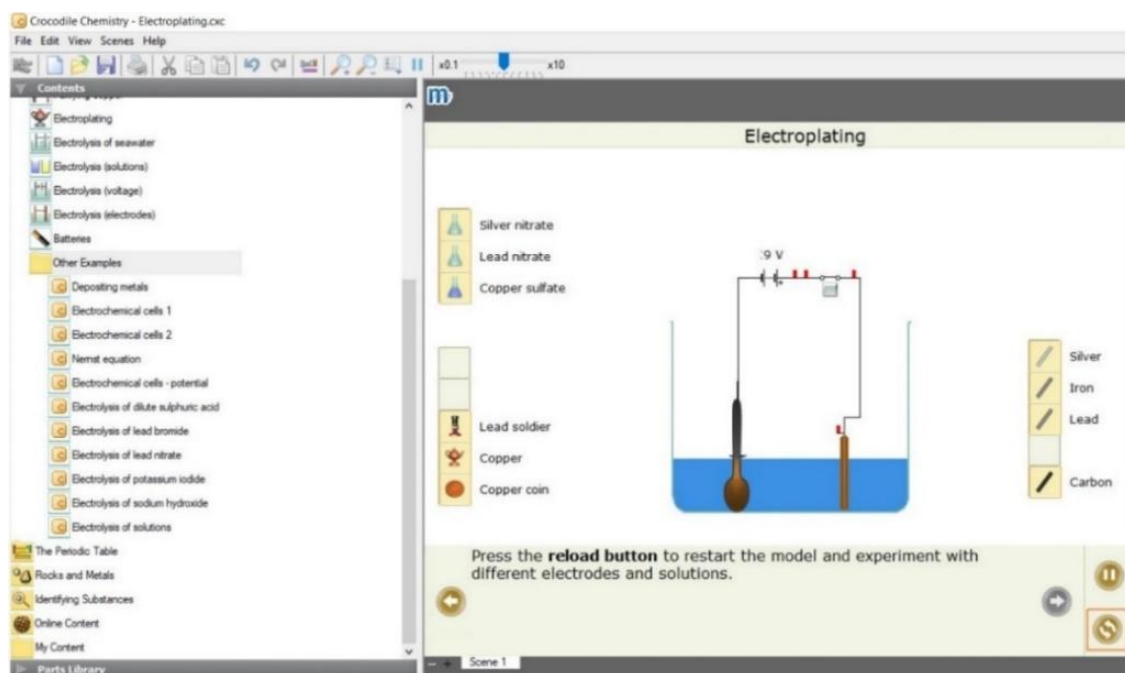 Crocodile Chemistry - Electroplating.cxc
File Edit View Scenes Help
x0.1 x10
Contents
Electroplating
Electrolysis of seawater
Electrolysis (solutions)
Electrolysis (voltage)
Electrolysis (electrodes)
Batteries
Other Examples
Depositing metals
Electrochemical cells 1
Electrochemical cells 2
Nernst equation
Electrochemical cells - potential
Electrolysis of dilute sulphuric acid
Electrolysis of lead bromide
Electrolysis of lead nitrate
Electrolysis of potassium iodide
Electrolysis of sodium hydroxide
Electrolysis of solutions
The Periodic Table
Rocks and Metals
Identifying Substances
Online Content
My Content
Parts Library
m
Electroplating
Silver nitrate
Lead nitrate
Copper sulfate
9 V
Lead soldier
Copper
Copper coin
Silver
Iron
Lead
Carbon
Press the reload button to restart the model and experiment with
different electrodes and solutions.
Scene 1